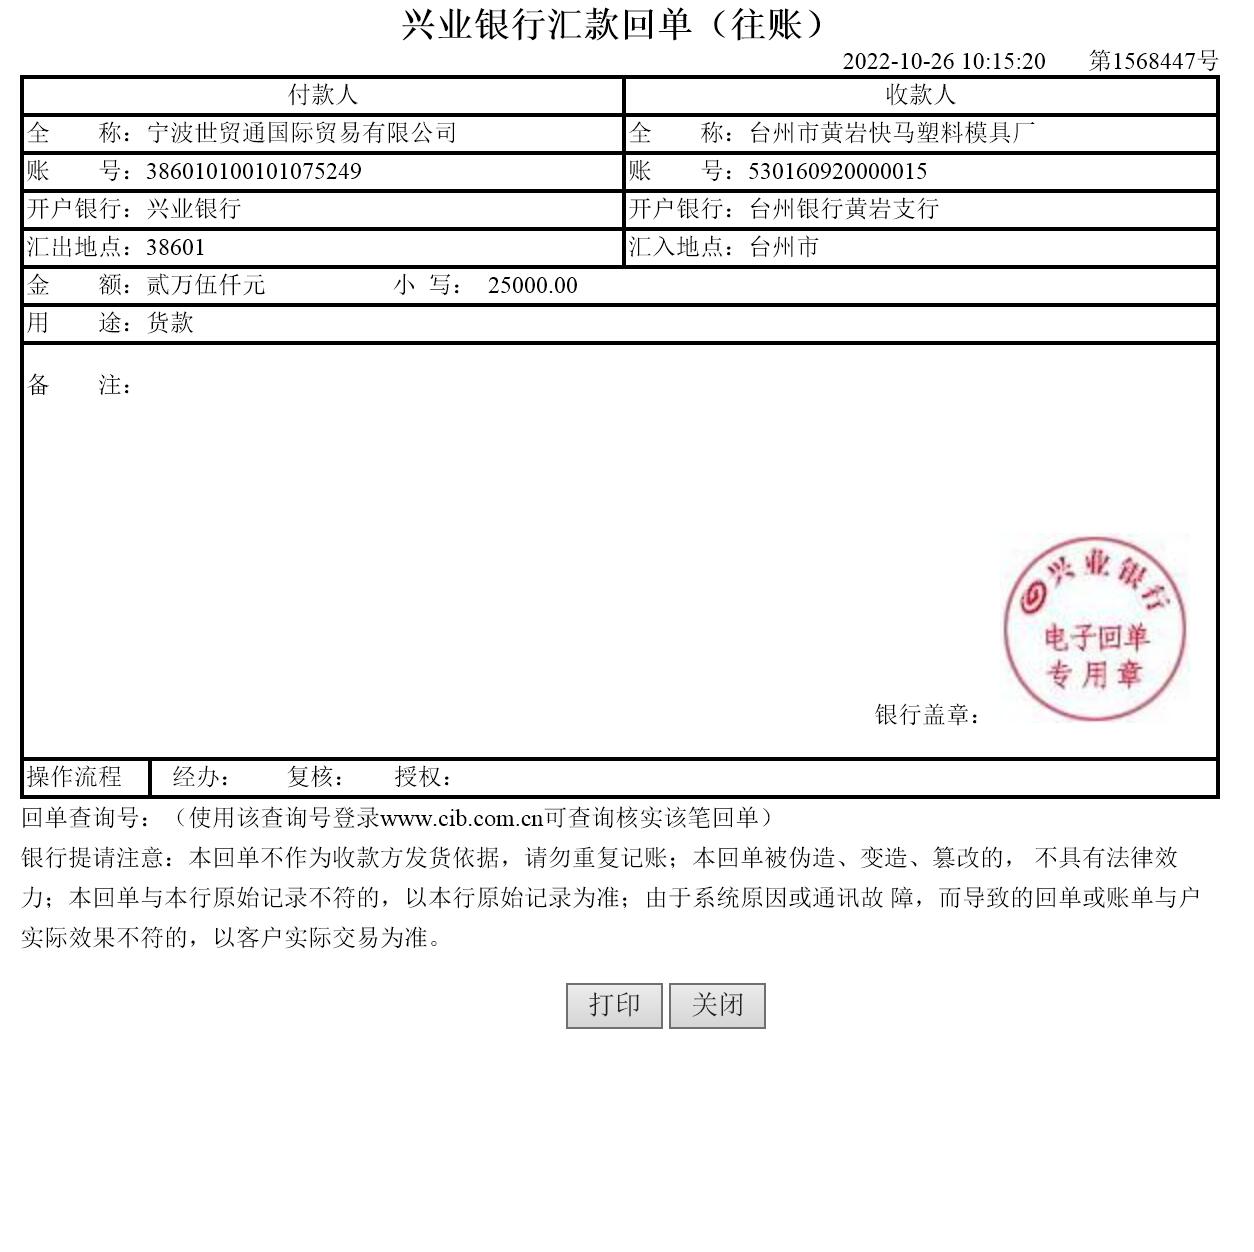 兴业银行汇款回单（往账）
2022-10-26 10:15:20 第1568447号
付款人 收款人
全 称：宁波世贸通国际贸易有限公司 全 称：台州市黄岩快马塑料模具厂
账 号：386010100101075249 账 号：530160920000015
开户银行：兴业银行 开户银行：台州银行黄岩支行
汇出地点：38601 汇入地点：台州市
金 额：贰万伍仟元 小 写： 25000.00
用 途：货款
备 注：
兴业银行
电子回单
专用章
银行盖章：
操作流程 经办： 复核： 授权：
回单查询号：（使用该查询号登录www.cib.com.cn可查询核实该笔回单）
银行提请注意：本回单不作为收款方发货依据，请勿重复记账；本回单被伪造、变造、篡改的， 不具有法律效
力；本回单与本行原始记录不符的，以本行原始记录为准；由于系统原因或通讯故 障，而导致的回单或账单与户
实际效果不符的，以客户实际交易为准。
打印 关闭